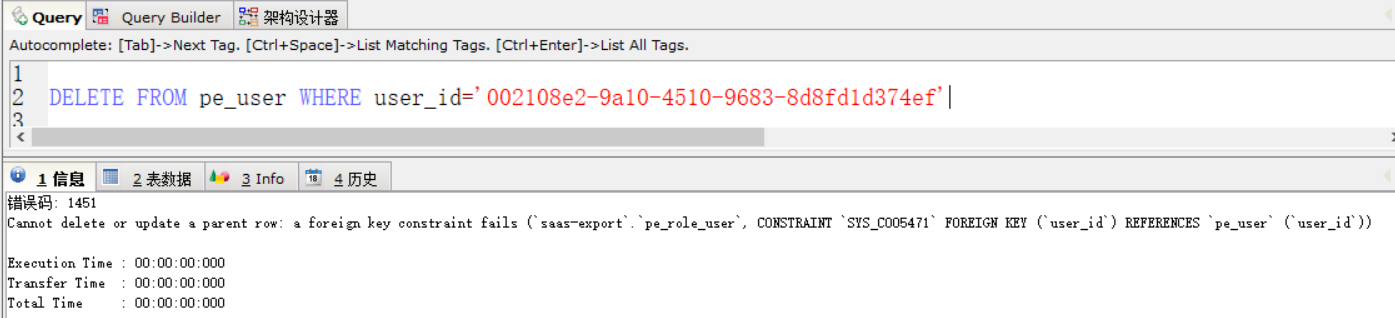 Query Query Builder 架构设计器
Autocomplete: [Tab]->Next Tag. [Ctrl+Space]->List Matching Tags. [Ctrl+Enter]->List All Tags.
1
2 DELETE FROM pe_user WHERE user_id='002108e2-9a10-4510-9683-8d8fd1d374ef'
3
1 信息 2 表数据 3 Info 18 4 历史
错误码: 1451
Cannot delete or update a parent row: a foreign key constraint fails (`saas-export`.`pe_role_user`, CONSTRAINT `SYS_C005471` FOREIGN KEY (`user_id`) REFERENCES `pe_user` (`user_id`))
Execution Time : 00:00:00:000
Transfer Time : 00:00:00:000
Total Time : 00:00:00:000